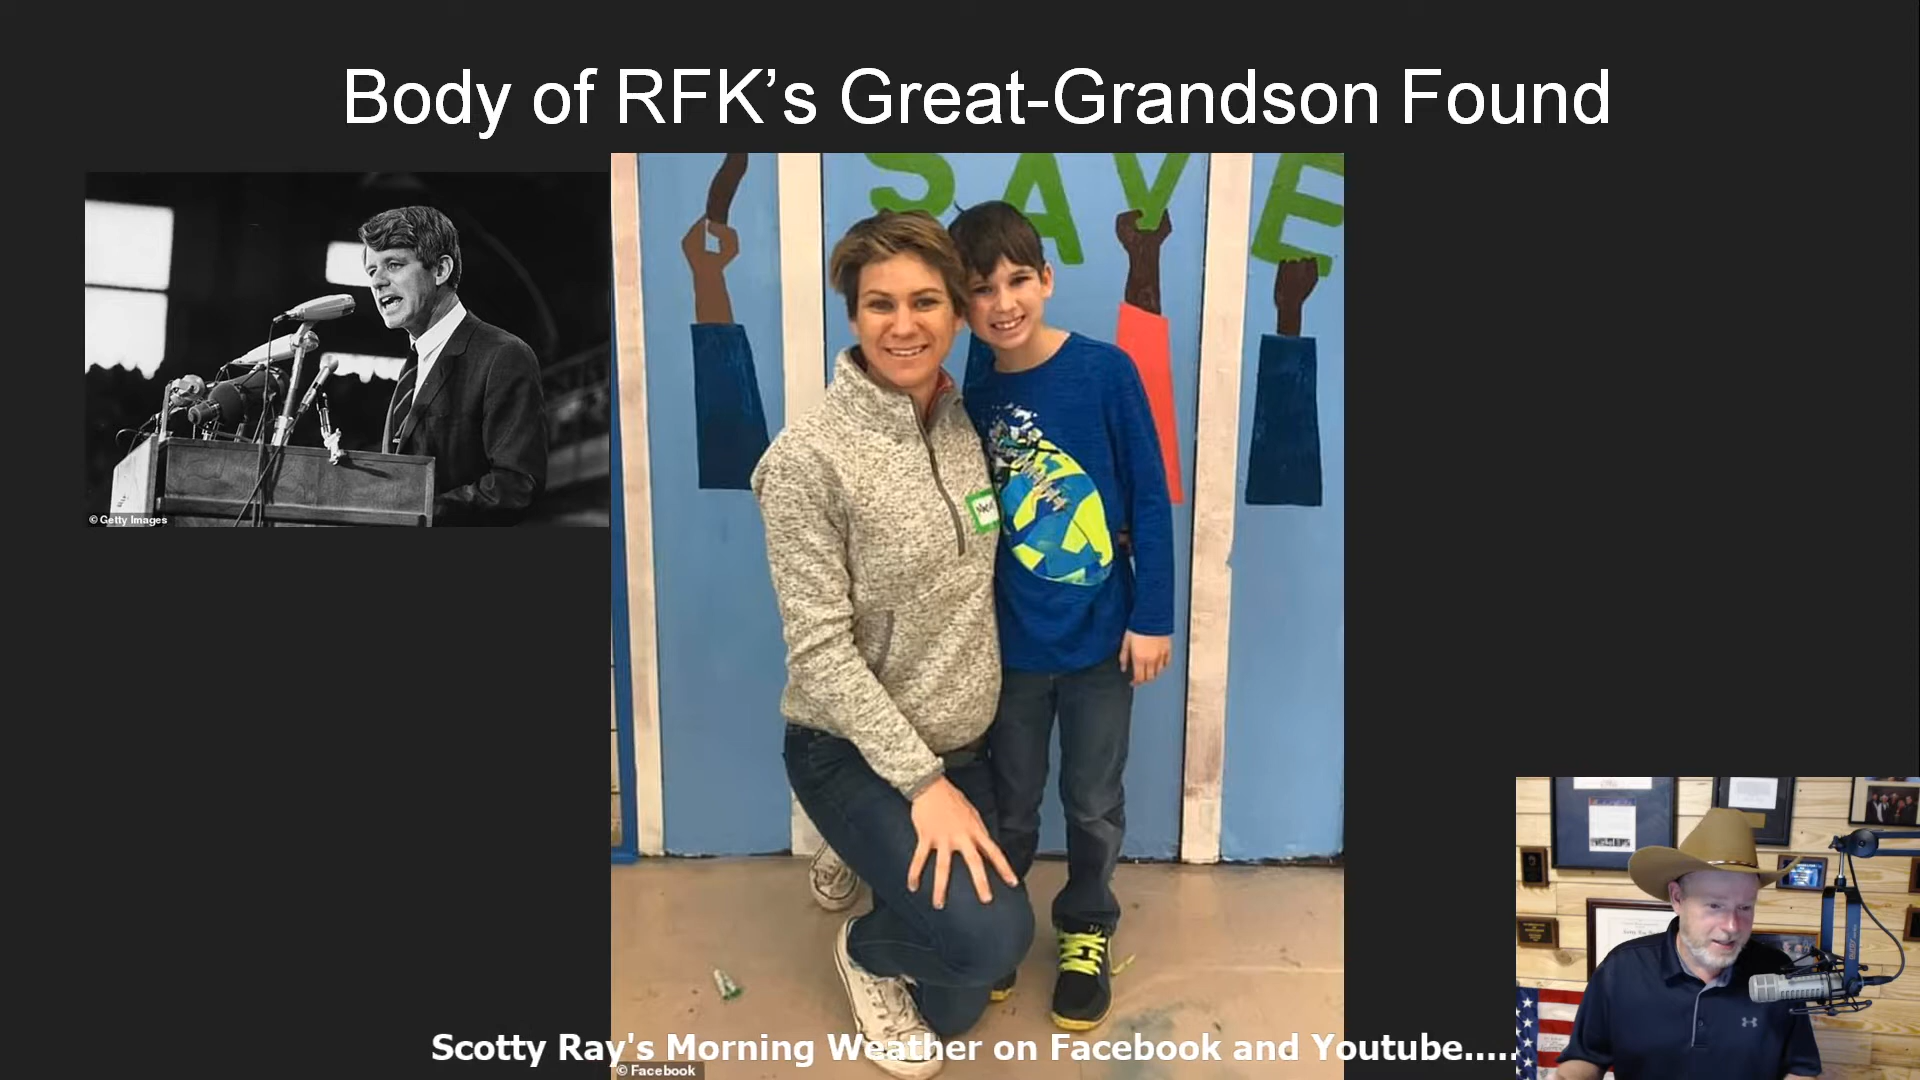 Body of RFK’s Great-Grandson Found
SAVE
© Getty Images
Scotty Ray's Morning Weather on Facebook and Youtube.....
© Facebook